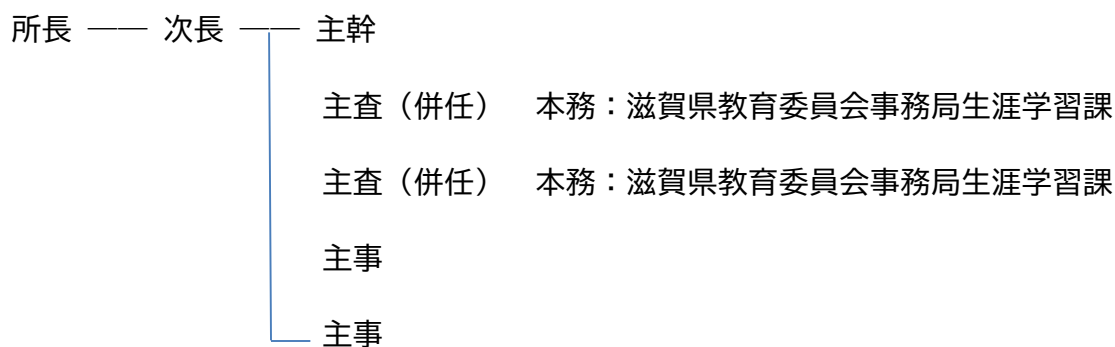 所長 ―― 次長 ―― 主幹
主査（併任）　本務：滋賀県教育委員会事務局生涯学習課
主査（併任）　本務：滋賀県教育委員会事務局生涯学習課
主事
主事